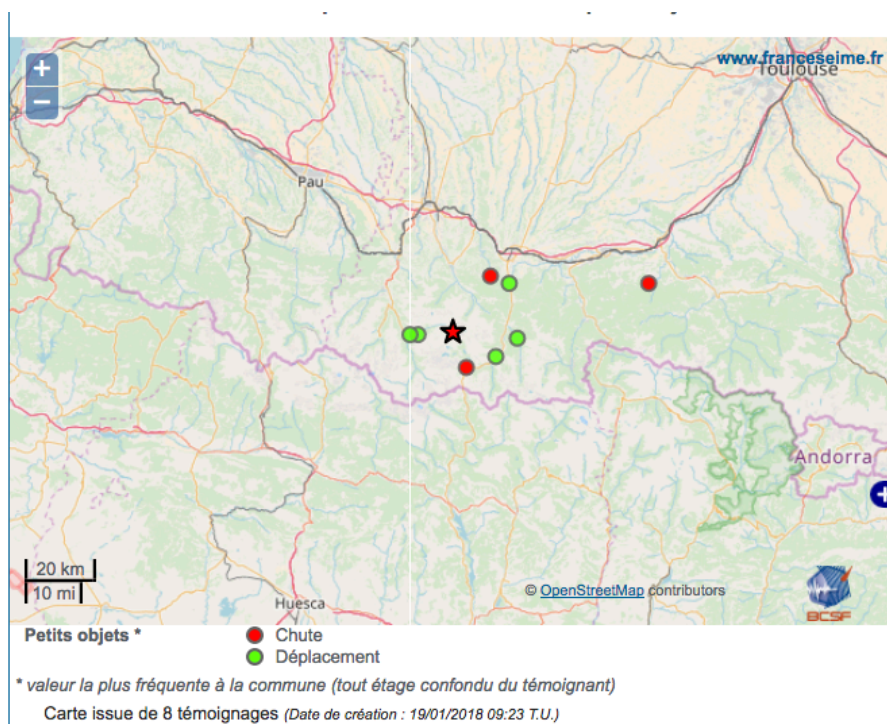 +
www.franceseime.fr
−
Toulouse
Pau
Andorra
+
20 km
10 mi
© OpenStreetMap contributors
Huesca
BCSF
Petits objets *
Chute
Déplacement
* valeur la plus fréquente à la commune (tout étage confondu du témoignant)
Carte issue de 8 témoignages (Date de création : 19/01/2018 09:23 T.U.)